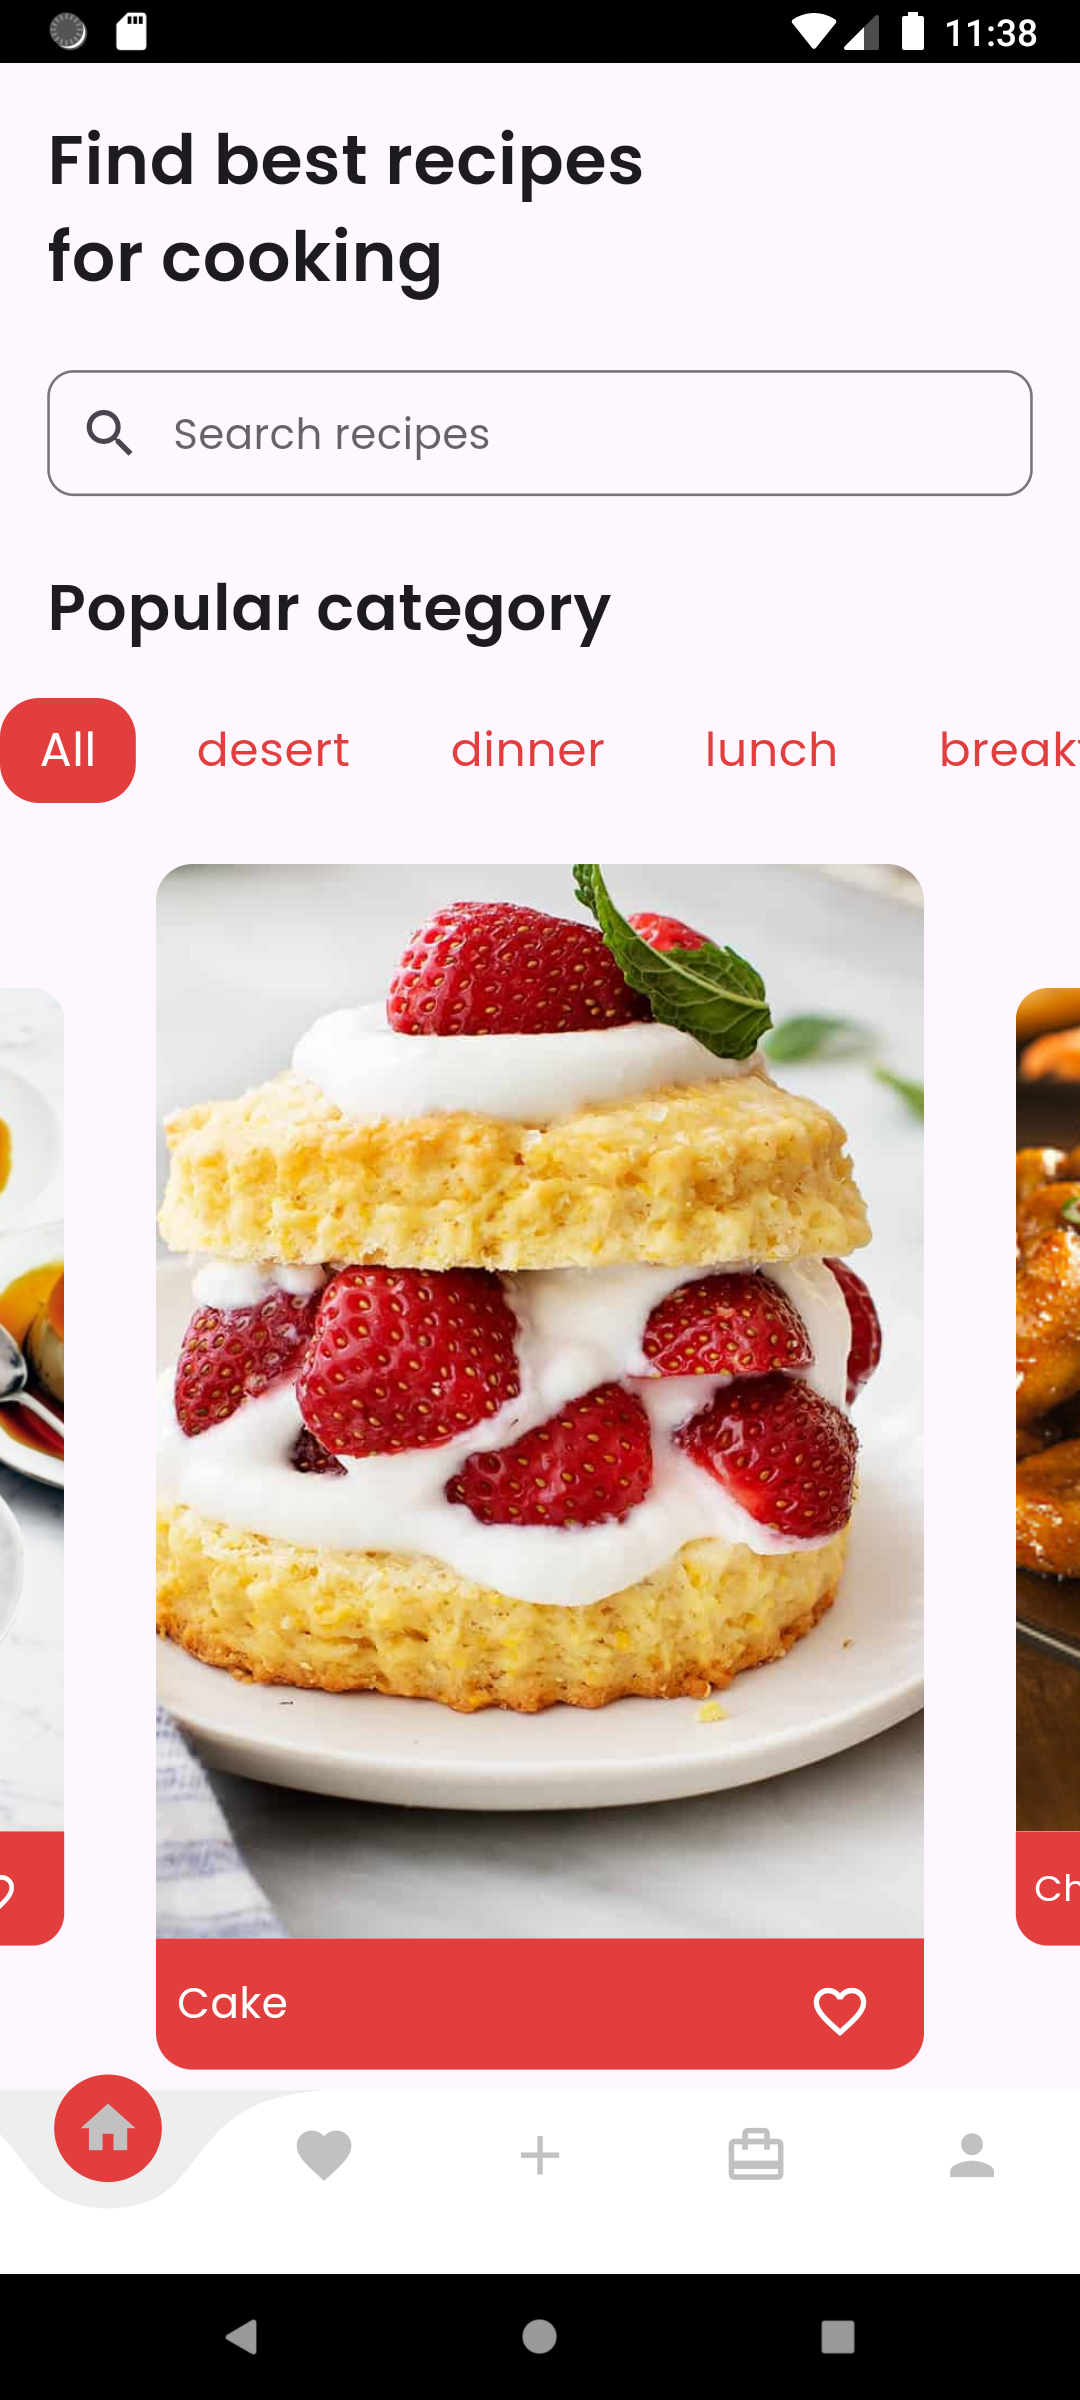 11:38
Find best recipes
for cooking
Search recipes
Popular category
All desert dinner lunch breakf
Ch
Cake